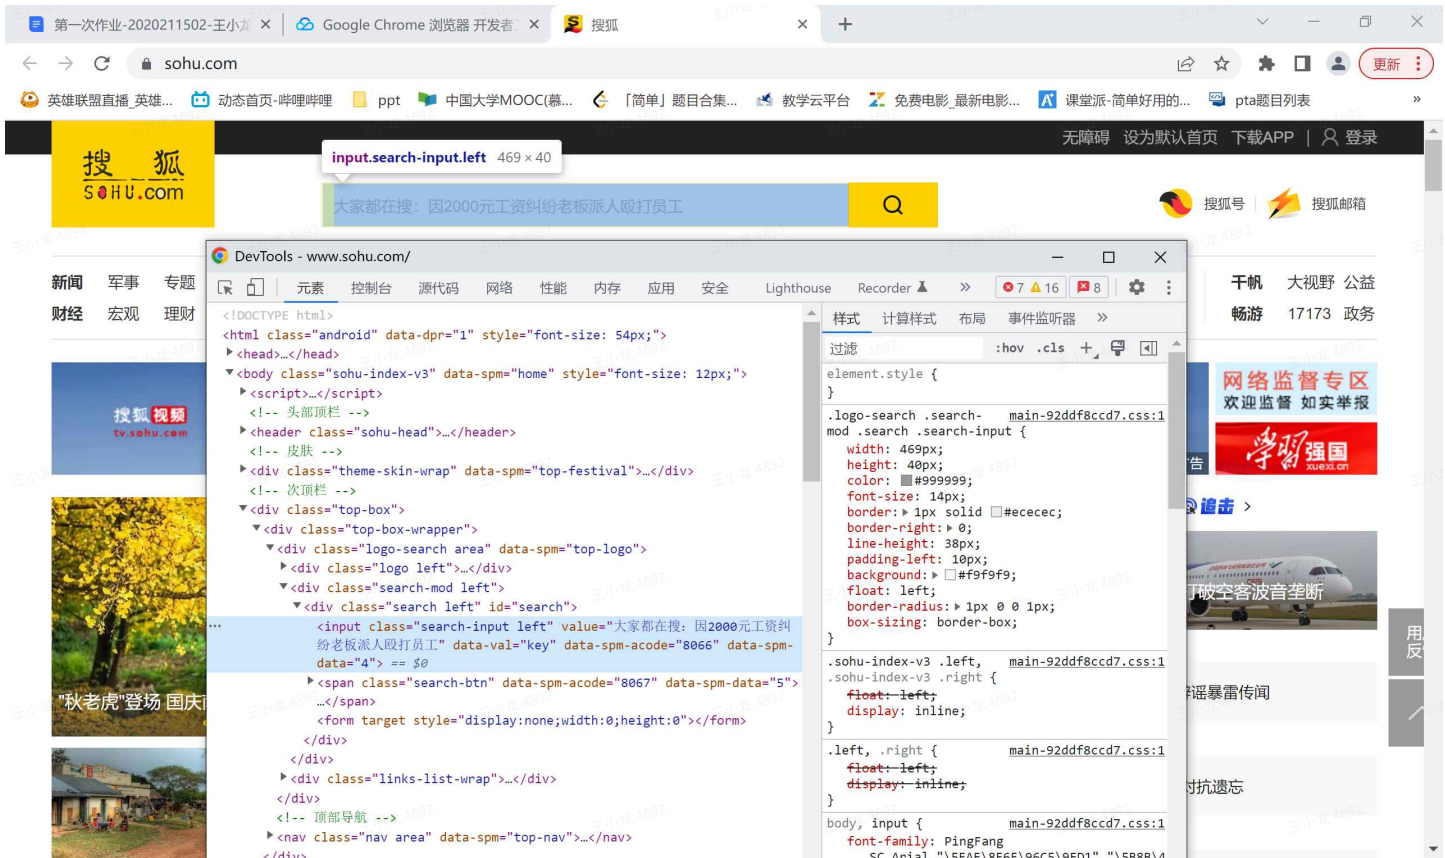 第一次作业-2020211502-王小龙
Google Chrome 浏览器 开发者
搜狐
sohu.com
更新
英雄联盟直播_英雄...
动态首页-哔哩哔哩
ppt
中国大学MOOC(慕...
「简单」题目合集...
教学云平台
免费电影_最新电影...
课堂派-简单好用的...
pta题目列表
»
无障碍 设为默认首页 下载APP | 登录
搜 狐
SOHU.com
input.search-input.left 469 × 40
大家都在搜：因2000元工资纠纷老板派人殴打员工
搜狐号
搜狐邮箱
新闻 军事 专题
财经 宏观 理财
千帆 大视野 公益
畅游 17173 政务
DevTools - www.sohu.com/
元素 控制台 源代码 网络 性能 内存 应用 安全 Lighthouse Recorder » 7 16 8
<!DOCTYPE html>
<html class="android" data-dpr="1" style="font-size: 54px;">
<head>…</head>
<body class="sohu-index-v3" data-spm="home" style="font-size: 12px;">
<script>…</script>
<!-- 头部顶栏 -->
<header class="sohu-head">…</header>
<!-- 皮肤 -->
<div class="theme-skin-wrap" data-spm="top-festival">…</div>
<!-- 次顶栏 -->
<div class="top-box">
<div class="top-box-wrapper">
<div class="logo-search area" data-spm="top-logo">
<div class="logo left">…</div>
<div class="search-mod left">
<div class="search left" id="search">
<input class="search-input left" value="大家都在搜：因2000元工资纠
纷老板派人殴打员工" data-val="key" data-spm-acode="8066" data-spm-
data="4"> == $0
<span class="search-btn" data-spm-acode="8067" data-spm-data="5">
…</span>
<form target style="display:none;width:0;height:0"></form>
</div>
</div>
<div class="links-list-wrap">…</div>
</div>
<!-- 顶部导航 -->
<nav class="nav area" data-spm="top-nav">…</nav>
</div>
样式 计算样式 布局 事件监听器 »
过滤 :hov .cls +
element.style {
}
.logo-search .search- main-92ddf8ccd7.css:1
mod .search .search-input {
width: 469px;
height: 40px;
color: #999999;
font-size: 14px;
border: 1px solid #ececec;
border-right: 0;
line-height: 38px;
padding-left: 10px;
background: #f9f9f9;
float: left;
border-radius: 1px 0 0 1px;
box-sizing: border-box;
}
.sohu-index-v3 .left, main-92ddf8ccd7.css:1
.sohu-index-v3 .right {
float: left;
display: inline;
}
.left, .right { main-92ddf8ccd7.css:1
float: left;
display: inline;
}
body, input { main-92ddf8ccd7.css:1
font-family: PingFang
搜狐视频
tv.sohu.com
"秋老虎"登场 国庆
网络监督专区
欢迎监督 如实举报
学习强国
xuexi.cn
告
追击 >
破空客波音垄断
谣暴雷传闻
对抗遗忘
用
反
王小龙 4892